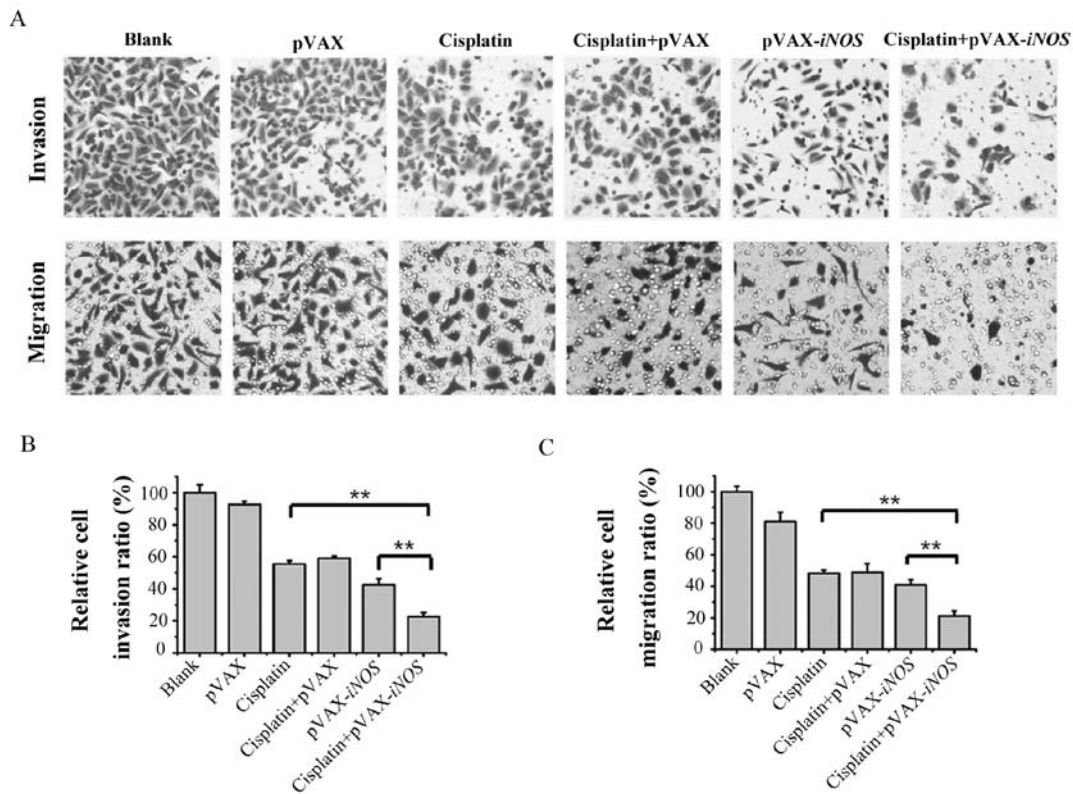 A
Blank
pVAX
Cisplatin
Cisplatin+pVAX
pVAX-iNOS
Cisplatin+pVAX-iNOS
Invasion
Migration
B
Relative cell
invasion ratio (%)
100
80
60
40
20
0
**
**
Blank
pVAX
Cisplatin
Cisplatin+pVAX
pVAX-iNOS
Cisplatin+pVAX-iNOS
C
Relative cell
migration ratio (%)
100
80
60
40
20
0
**
**
Blank
pVAX
Cisplatin
Cisplatin+pVAX
pVAX-iNOS
Cisplatin+pVAX-iNOS